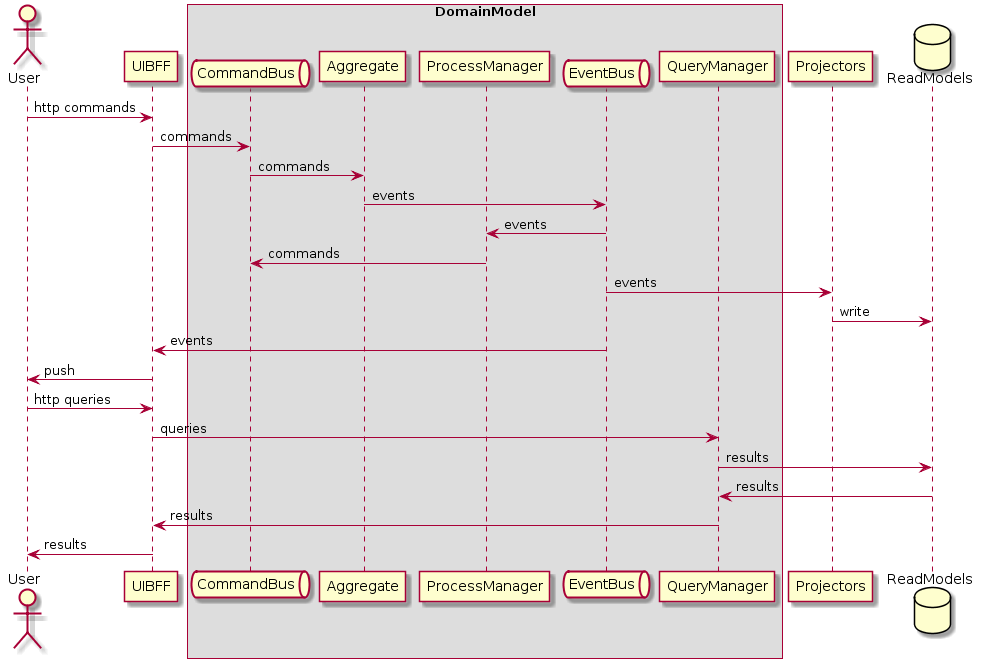 DomainModel
User
UIBFF
CommandBus
Aggregate
ProcessManager
EventBus
QueryManager
Projectors
ReadModels
http commands
commands
commands
events
events
commands
events
write
events
push
http queries
queries
results
results
results
results
User
UIBFF
CommandBus
Aggregate
ProcessManager
EventBus
QueryManager
Projectors
ReadModels